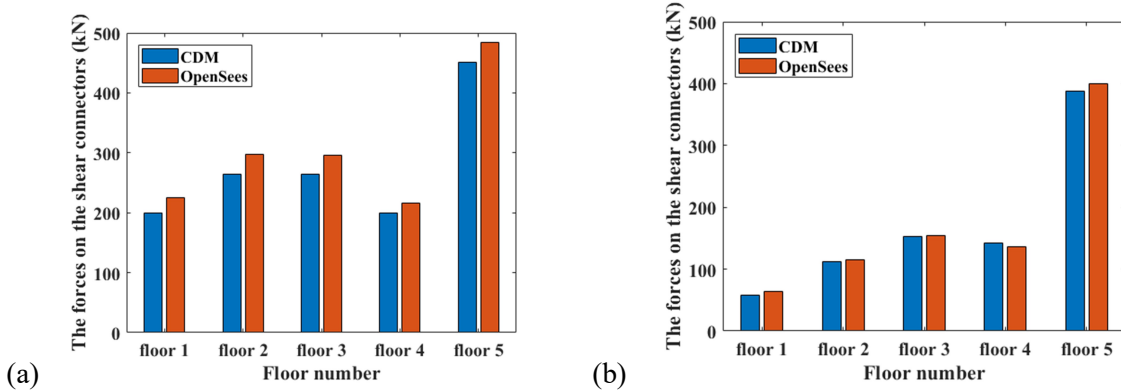 (a)
The forces on the shear connectors (kN)
500
400
300
200
100
0
CDM
OpenSees
floor 1 floor 2 floor 3 floor 4 floor 5
Floor number
(b)
The forces on the shear connectors (kN)
500
400
300
200
100
0
CDM
OpenSees
floor 1 floor 2 floor 3 floor 4 floor 5
Floor number